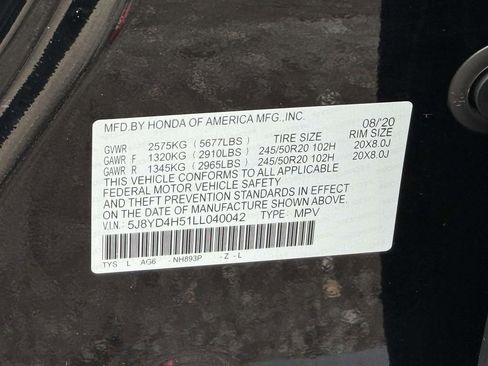 MFD.BY HONDA OF AMERICA MFG.,INC. 08/20
GVWR 2575KG (5677LBS) TIRE SIZE RIM SIZE
GAWR F 1320KG (2910LBS) 245/50R20 102H 20X8.0J
GAWR R 1345KG (2965LBS) 245/50R20 102H 20X8.0J
THIS VEHICLE CONFORMS TO ALL APPLICABLE
FEDERAL MOTOR VEHICLE SAFETY
AND THEFT PREVENTION STANDARDS IN EFFECT
ON THE DATE OF MANUFACTURE SHOWN ABOVE.
V.I.N: 5J8YD4H51LL040042 TYPE: MPV
TYS L AG6 - NH893P - Z - L